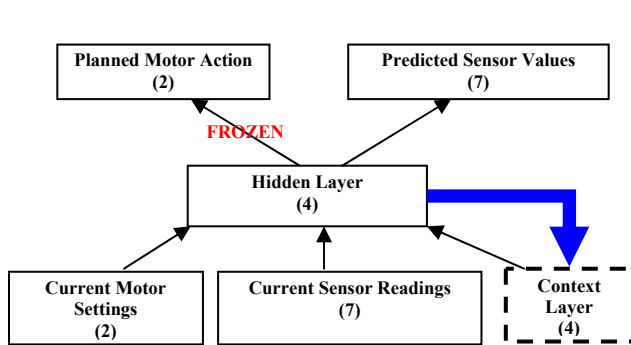 Planned Motor Action
(2)
Predicted Sensor Values
(7)
FROZEN
Hidden Layer
(4)
Current Motor
Settings
(2)
Current Sensor Readings
(7)
Context
Layer
(4)